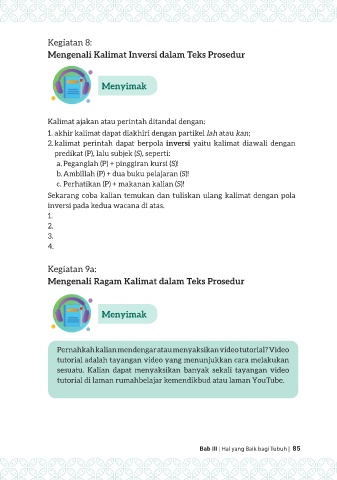 Kegiatan 8:
Mengenali Kalimat Inversi dalam Teks Prosedur
Menyimak
Kalimat ajakan atau perintah ditandai dengan:
1. akhir kalimat dapat diakhiri dengan partikel lah atau kan;
2. kalimat perintah dapat berpola inversi yaitu kalimat diawali dengan
predikat (P), lalu subjek (S), seperti:
a. Peganglah (P) + pinggiran kursi (S)!
b. Ambillah (P) + dua buku pelajaran (S)!
c. Perhatikan (P) + makanan kalian (S)!
Sekarang coba kalian temukan dan tuliskan ulang kalimat dengan pola
inversi pada kedua wacana di atas.
1.
2.
3.
4.
Kegiatan 9a:
Mengenali Ragam Kalimat dalam Teks Prosedur
Menyimak
Pernahkah kalian mendengar atau menyaksikan video tutorial? Video
tutorial adalah tayangan video yang menunjukkan cara melakukan
sesuatu. Kalian dapat menyaksikan banyak sekali tayangan video
tutorial di laman rumahbelajar kemendikbud atau laman YouTube.
Bab III | Hal yang Baik bagi Tubuh | 85